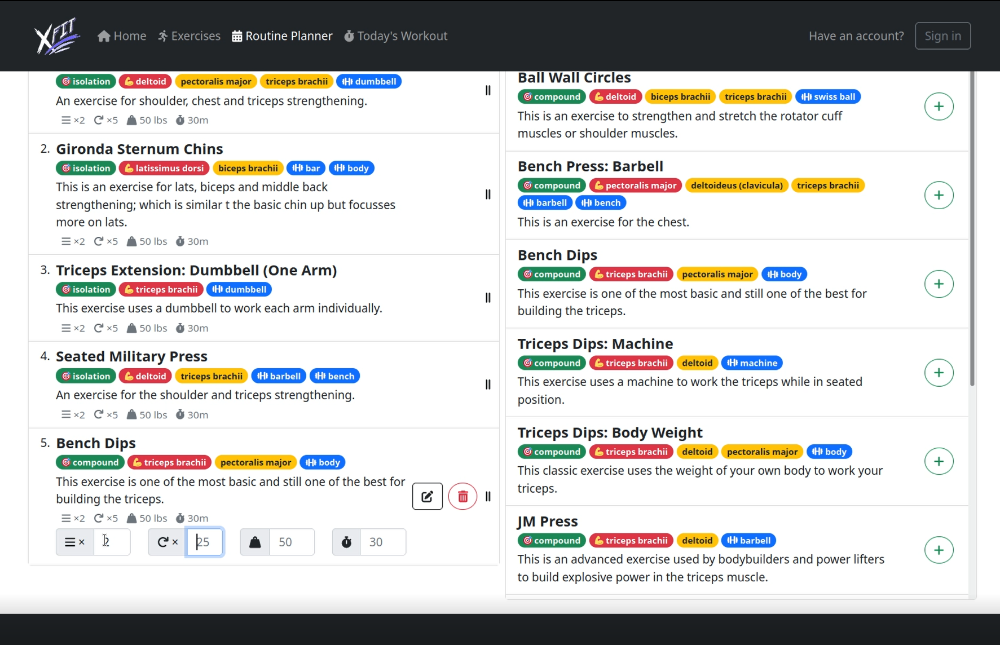 XFIT
Home
Exercises
Routine Planner
Today's Workout
Have an account?
Sign in
isolation deltoid pectoralis major triceps brachii dumbbell
An exercise for shoulder, chest and triceps strengthening.
×2 ×5 50 lbs 30m
2. Gironda Sternum Chins
isolation latissimus dorsi biceps brachii bar body
This is an exercise for lats, biceps and middle back
strengthening; which is similar t the basic chin up but focusses
more on lats.
×2 ×5 50 lbs 30m
3. Triceps Extension: Dumbbell (One Arm)
isolation triceps brachii dumbbell
This exercise uses a dumbbell to work each arm individually.
×2 ×5 50 lbs 30m
4. Seated Military Press
isolation deltoid triceps brachii barbell bench
An exercise for the shoulder and triceps strengthening.
×2 ×5 50 lbs 30m
5. Bench Dips
compound triceps brachii pectoralis major body
This exercise is one of the most basic and still one of the best for
building the triceps.
×2 ×5 50 lbs 30m
× 2 × 25 50 30
Ball Wall Circles
compound deltoid biceps brachii triceps brachii swiss ball
This is an exercise to strengthen and stretch the rotator cuff
muscles or shoulder muscles.
Bench Press: Barbell
compound pectoralis major deltoideus (clavicula) triceps brachii
barbell bench
This is an exercise for the chest.
Bench Dips
compound triceps brachii pectoralis major body
This exercise is one of the most basic and still one of the best for
building the triceps.
Triceps Dips: Machine
compound triceps brachii deltoid machine
This exercise uses a machine to work the triceps while in seated
position.
Triceps Dips: Body Weight
compound triceps brachii deltoid pectoralis major body
This classic exercise uses the weight of your own body to work your
triceps.
JM Press
compound triceps brachii deltoid barbell
This is an advanced exercise used by bodybuilders and power lifters
to build explosive power in the triceps muscle.